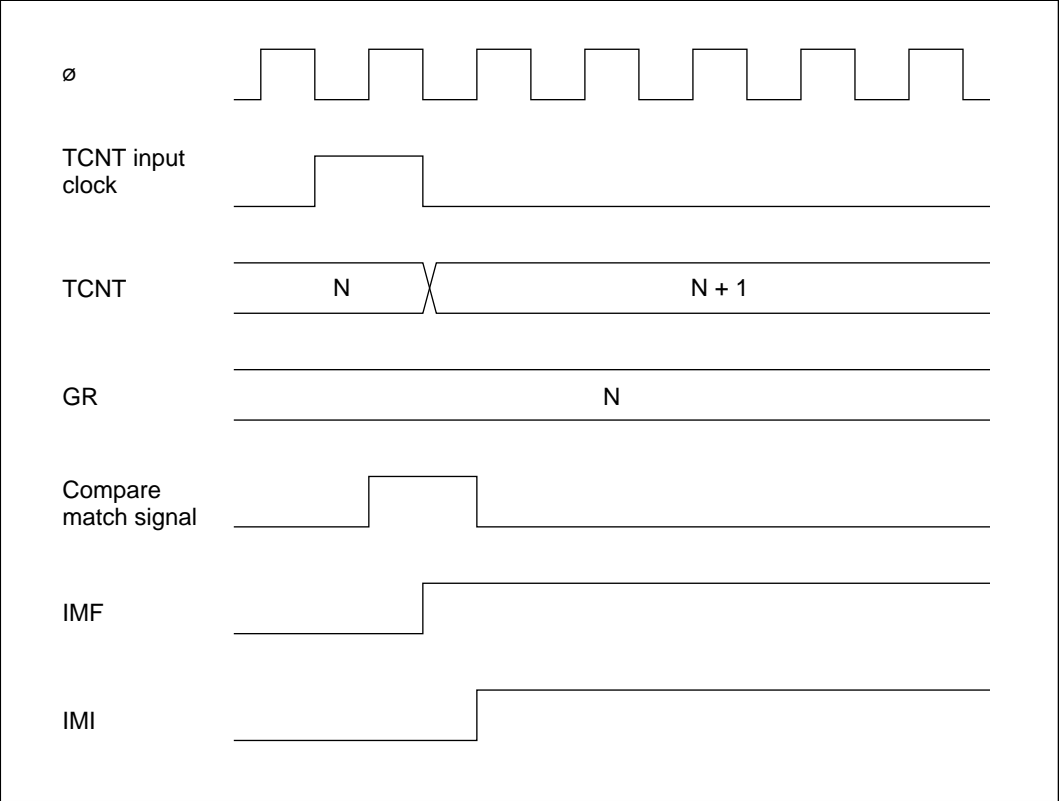 ø
TCNT input
clock
TCNT
N
N + 1
GR
N
Compare
match signal
IMF
IMI